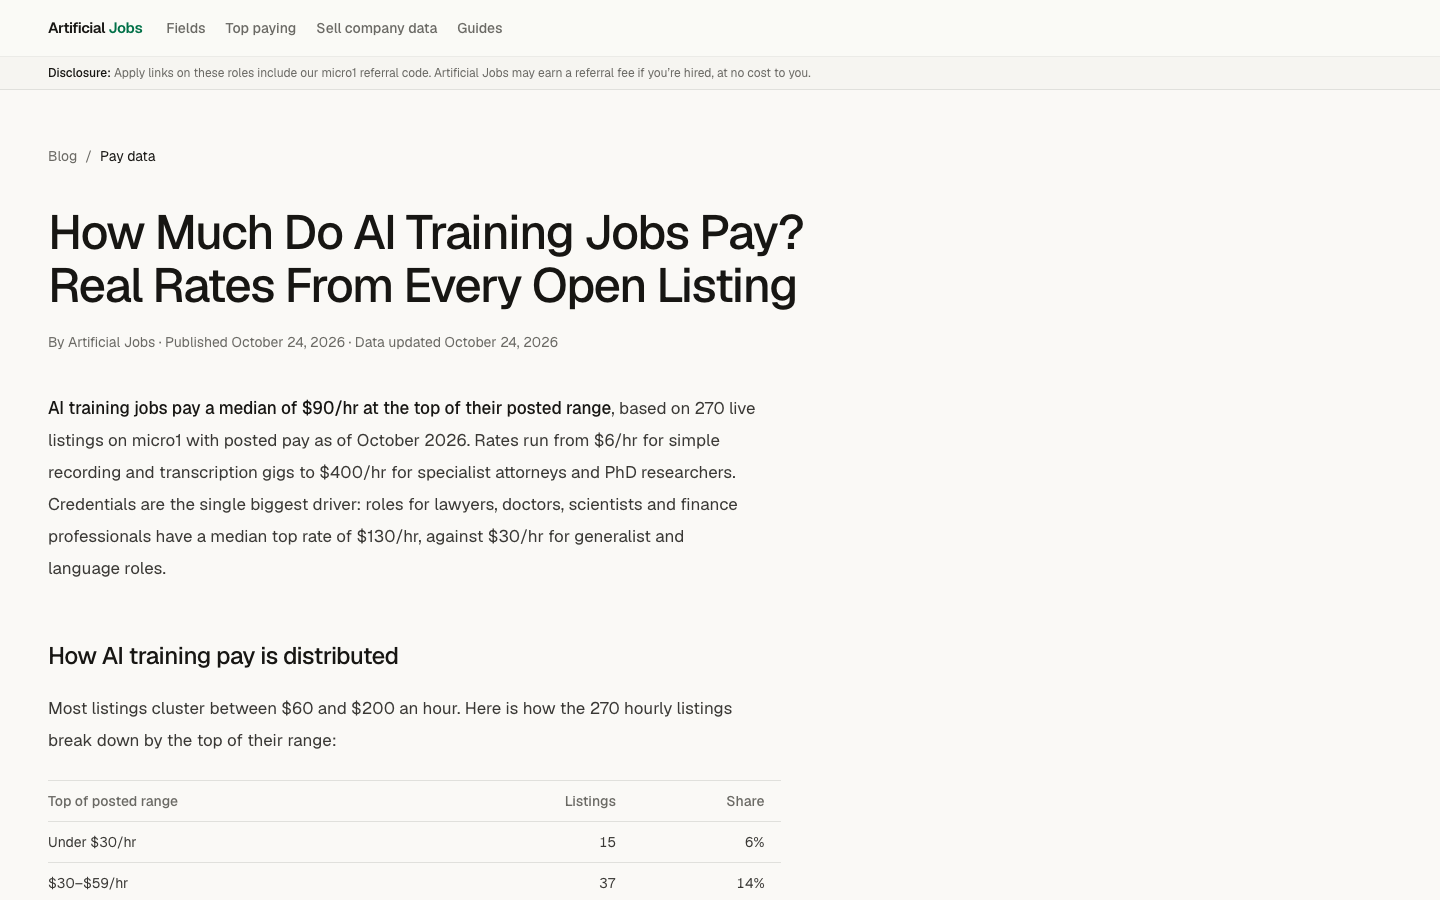 Artificial Jobs Fields Top paying Sell company data Guides
Disclosure: Apply links on these roles include our micro1 referral code. Artificial Jobs may earn a referral fee if you’re hired, at no cost to you.
Blog / Pay data
How Much Do AI Training Jobs Pay?
Real Rates From Every Open Listing
By Artificial Jobs · Published October 24, 2026 · Data updated October 24, 2026
AI training jobs pay a median of $90/hr at the top of their posted range, based on 270 live
listings on micro1 with posted pay as of October 2026. Rates run from $6/hr for simple
recording and transcription gigs to $400/hr for specialist attorneys and PhD researchers.
Credentials are the single biggest driver: roles for lawyers, doctors, scientists and finance
professionals have a median top rate of $130/hr, against $30/hr for generalist and
language roles.
How AI training pay is distributed
Most listings cluster between $60 and $200 an hour. Here is how the 270 hourly listings
break down by the top of their range:
Top of posted range Listings Share
Under $30/hr 15 6%
$30–$59/hr 37 14%